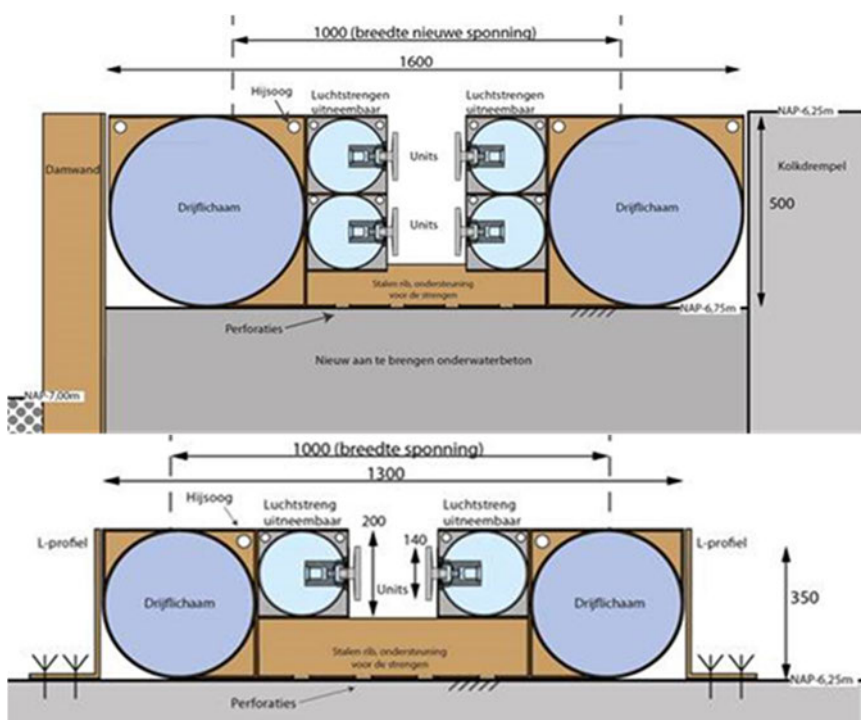 1000 (breedte nieuwe sponning)
1600
Hijsoog
Luchtstrengen
uitneembaar
Luchtstrengen
uitneembaar
NAP-6,25m
Damwand
Units
Kolkdrempel
Drijflichaam
Drijflichaam
500
Units
Stalen rib, ondersteuning
voor de strengen
NAP-6,75m
Perforaties
Nieuw aan te brengen onderwaterbeton
NAP-7,00m
1000 (breedte sponning)
1300
Hijsoog
Luchtstreng
uitneembaar
Luchtstreng
uitneembaar
L-profiel
200
140
L-profiel
Units
Drijflichaam
Drijflichaam
350
Stalen rib, ondersteuning
voor de strengen
NAP-6,25m
Perforaties